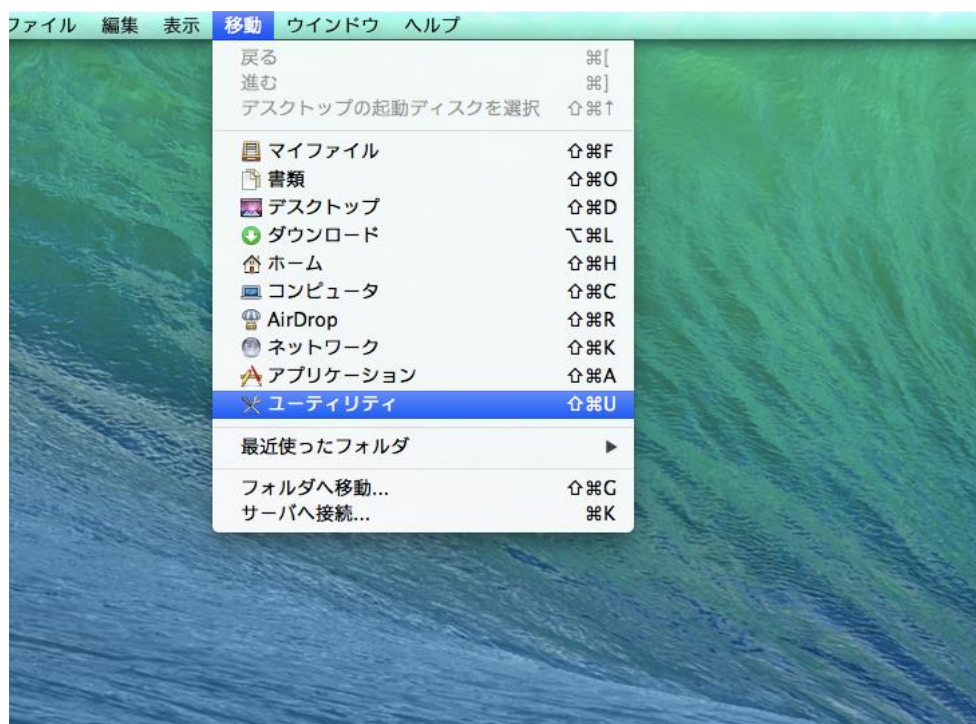 ファイル 編集 表示 移動 ウインドウ ヘルプ
戻る ⌘[
進む ⌘]
デスクトップの起動ディスクを選択 ⇧⌘↑
マイファイル ⇧⌘F
書類 ⇧⌘O
デスクトップ ⇧⌘D
ダウンロード ⌥⌘L
ホーム ⇧⌘H
コンピュータ ⇧⌘C
AirDrop ⇧⌘R
ネットワーク ⇧⌘K
アプリケーション ⇧⌘A
ユーティリティ ⇧⌘U
最近使ったフォルダ ▶
フォルダへ移動... ⇧⌘G
サーバへ接続... ⌘K